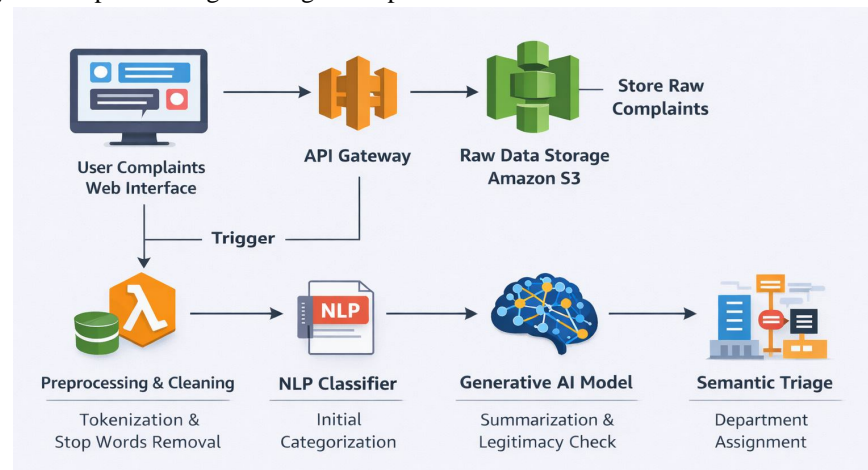 User Complaints
Web Interface
API Gateway
Raw Data Storage
Amazon S3
Store Raw
Complaints
Trigger
λ
NLP
Preprocessing & Cleaning
Tokenization &
Stop Words Removal
NLP Classifier
Initial
Categorization
Generative AI Model
Summarization &
Legitimacy Check
Semantic Triage
Department
Assignment